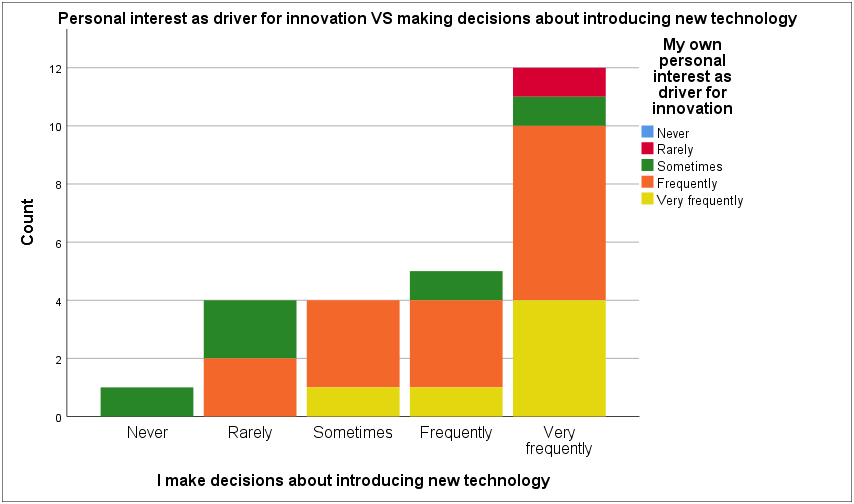 Personal interest as driver for innovation VS making decisions about introducing new technology
My own
personal
interest as
driver for
innovation
Never
Rarely
Sometimes
Frequently
Very frequently
Count
12
10
8
6
4
2
0
Never
Rarely
Sometimes
Frequently
Very
frequently
I make decisions about introducing new technology